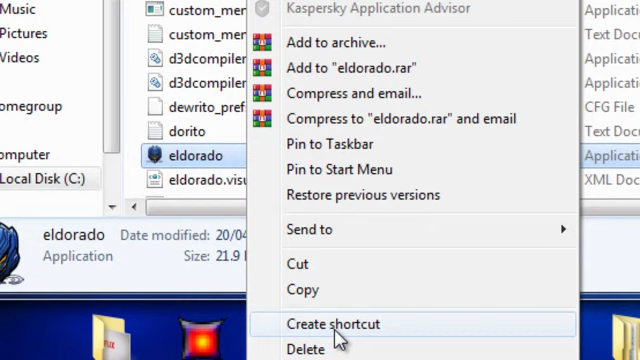 Music
Pictures
Videos
Homegroup
Computer
Local Disk (C:)
custom_men
d3dcompiler
d3dcompiler
dewrito_pref
dorito
eldorado
eldorado.visu
Kaspersky Application Advisor
Add to archive...
Add to "eldorado.rar"
Compress and email...
Compress to "eldorado.rar" and email
Pin to Taskbar
Pin to Start Menu
Restore previous versions
Send to
Cut
Copy
Create shortcut
Delete
Applicatio
Text Docu
Applicatio
Applicatio
CFG File
Text Docu
Applicatio
XML Doc
eldorado
Date modified: 20/04
Application
Size: 21.9